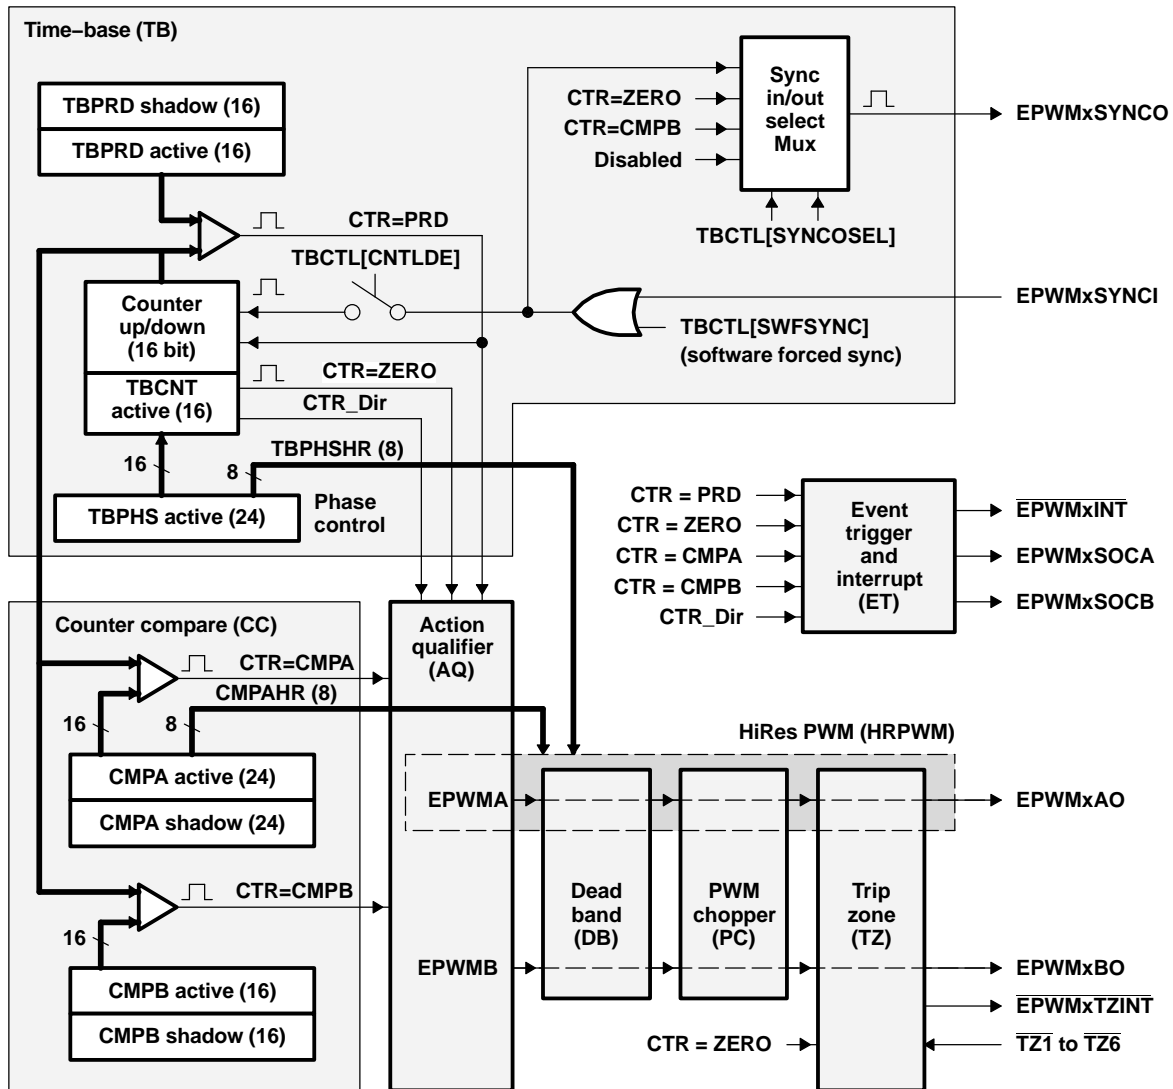 Time−base (TB)
TBPRD shadow (16)
TBPRD active (16)
CTR=PRD
TBCTL[CNTLDE]
Counter
up/down
(16 bit)
TBCNT
active (16)
CTR=ZERO
CTR_Dir
16
8
TBPHSHR (8)
TBPHS active (24)
Phase
control
CTR=ZERO
CTR=CMPB
Disabled
Sync
in/out
select
Mux
TBCTL[SYNCOSEL]
EPWMxSYNCO
EPWMxSYNCI
TBCTL[SWFSYNC]
(software forced sync)
CTR = PRD
CTR = ZERO
CTR = CMPA
CTR = CMPB
CTR_Dir
Event
trigger
and
interrupt
(ET)
EPWMxINT
EPWMxSOCA
EPWMxSOCB
Counter compare (CC)
CTR=CMPA
CMPAHR (8)
16
8
CMPA active (24)
CMPA shadow (24)
CTR=CMPB
16
CMPB active (16)
CMPB shadow (16)
Action
qualifier
(AQ)
EPWMA
EPWMB
HiRes PWM (HRPWM)
Dead
band
(DB)
PWM
chopper
(PC)
Trip
zone
(TZ)
EPWMxAO
EPWMxBO
EPWMxTZINT
CTR = ZERO
TZ1 to TZ6